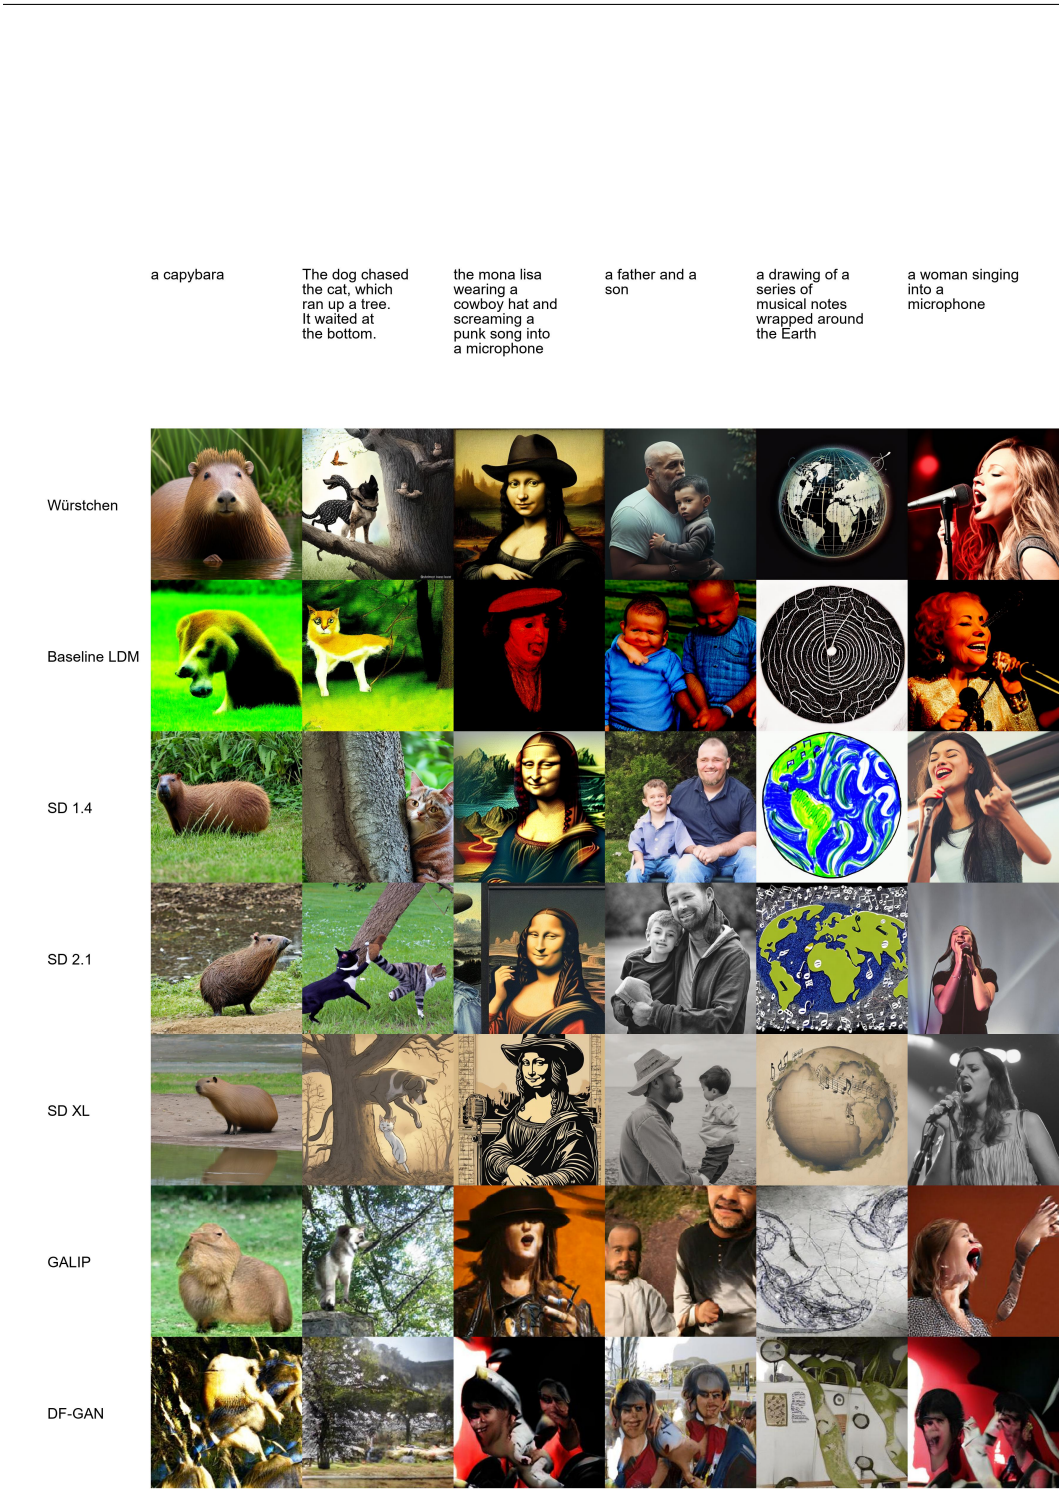 a capybara
The dog chased
the cat, which
ran up a tree.
It waited at
the bottom.
the mona lisa
wearing a
cowboy hat and
screaming a
punk song into
a microphone
a father and a
son
a drawing of a
series of
musical notes
wrapped around
the Earth
a woman singing
into a
microphone
Würstchen
Baseline LDM
SD 1.4
SD 2.1
SD XL
GALIP
DF-GAN